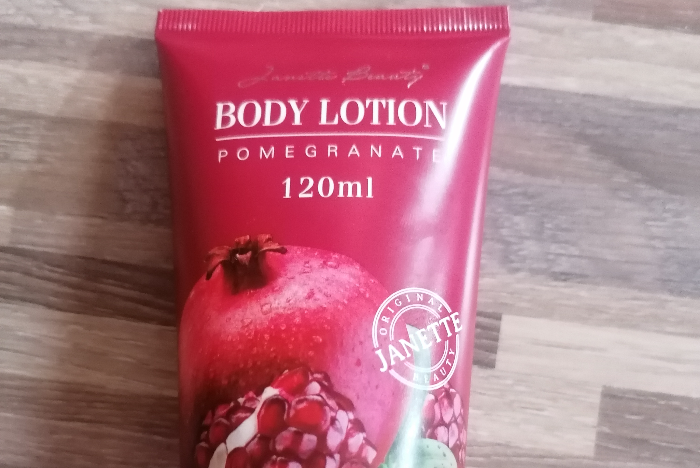 Janette Beauty
BODY LOTION
POMEGRANATE
120ml
ORIGINAL
JANETTE
BEAUTY